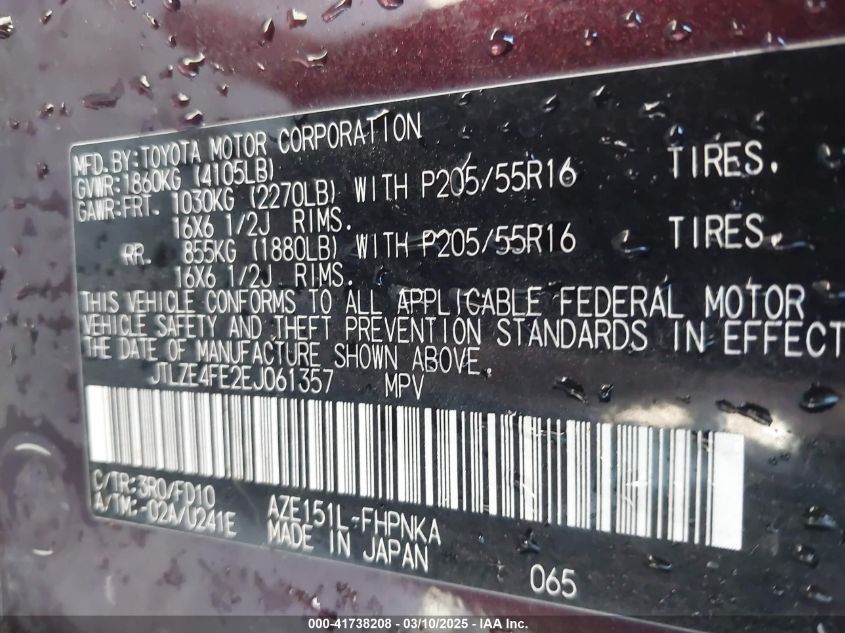 MFD.BY:TOYOTA MOTOR CORPORATION
GVWR:1860KG (4105LB)
GAWR:FRT. 1030KG (2270LB) WITH P205/55R16 TIRES.
16X6 1/2J RIMS.
RR. 855KG (1880LB) WITH P205/55R16 TIRES.
16X6 1/2J RIMS.
THIS VEHICLE CONFORMS TO ALL APPLICABLE FEDERAL MOTOR
VEHICLE SAFETY AND THEFT PREVENTION STANDARDS IN EFFECT
THE DATE OF MANUFACTURE SHOWN ABOVE.
JTLZE4FE2EJ061357 MPV
C/TR:3R0/FD10
A/TM:-02A/U241E
AZE151L-FHPNKA
MADE IN JAPAN
065
000-41738208 - 03/10/2025 - IAA Inc.